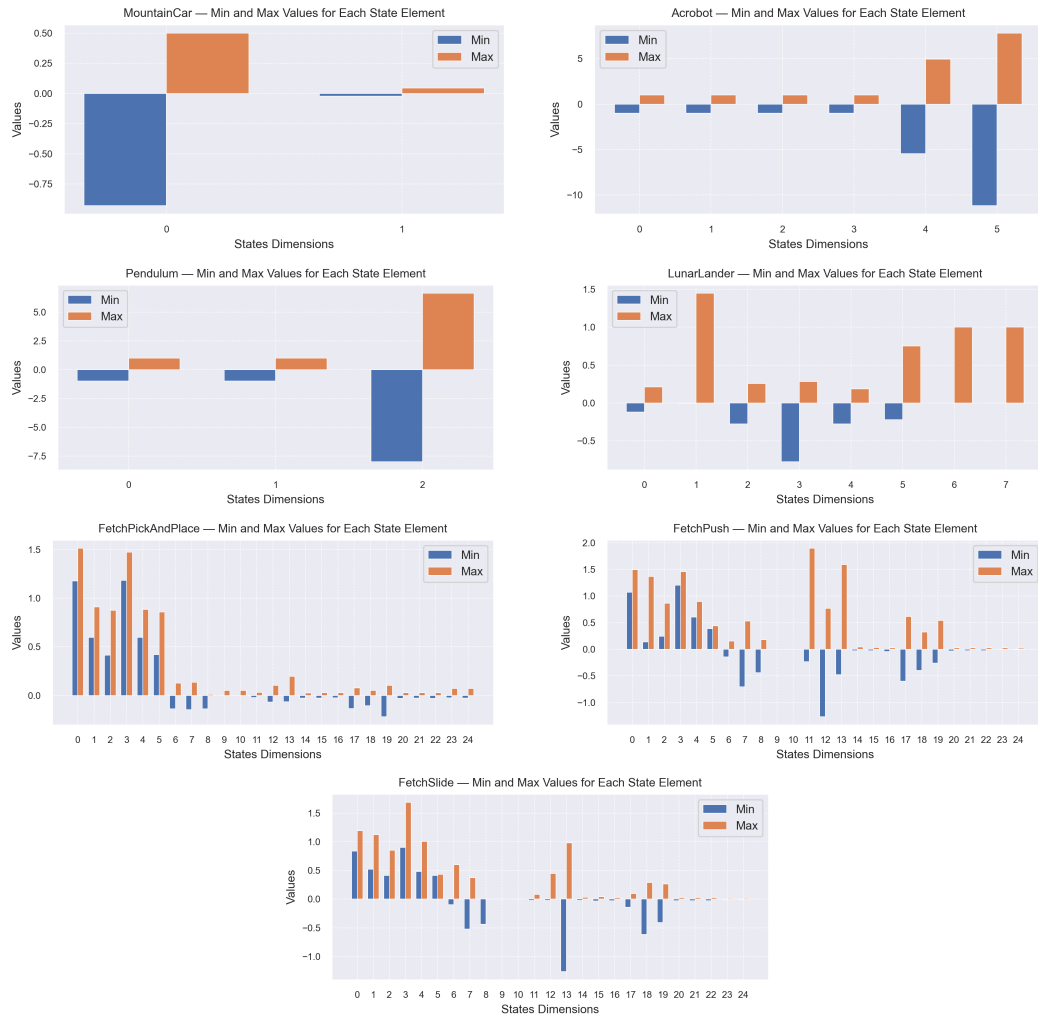 MountainCar — Min and Max Values for Each State Element
Min
Max
0.50
0.25
0.00
−0.25
−0.50
−0.75
Values
0 1
States Dimensions
Acrobot — Min and Max Values for Each State Element
Min
Max
5
0
−5
−10
Values
0 1 2 3 4 5
States Dimensions
Pendulum — Min and Max Values for Each State Element
Min
Max
5.0
2.5
0.0
−2.5
−5.0
−7.5
Values
0 1 2
States Dimensions
LunarLander — Min and Max Values for Each State Element
Min
Max
1.5
1.0
0.5
0.0
−0.5
Values
0 1 2 3 4 5 6 7
States Dimensions
FetchPickAndPlace — Min and Max Values for Each State Element
Min
Max
1.5
1.0
0.5
0.0
Values
0 1 2 3 4 5 6 7 8 9 10 11 12 13 14 15 16 17 18 19 20 21 22 23 24
States Dimensions
FetchPush — Min and Max Values for Each State Element
Min
Max
2.0
1.5
1.0
0.5
0.0
−0.5
−1.0
Values
0 1 2 3 4 5 6 7 8 9 10 11 12 13 14 15 16 17 18 19 20 21 22 23 24
States Dimensions
FetchSlide — Min and Max Values for Each State Element
Min
Max
1.5
1.0
0.5
0.0
−0.5
−1.0
Values
0 1 2 3 4 5 6 7 8 9 10 11 12 13 14 15 16 17 18 19 20 21 22 23 24
States Dimensions